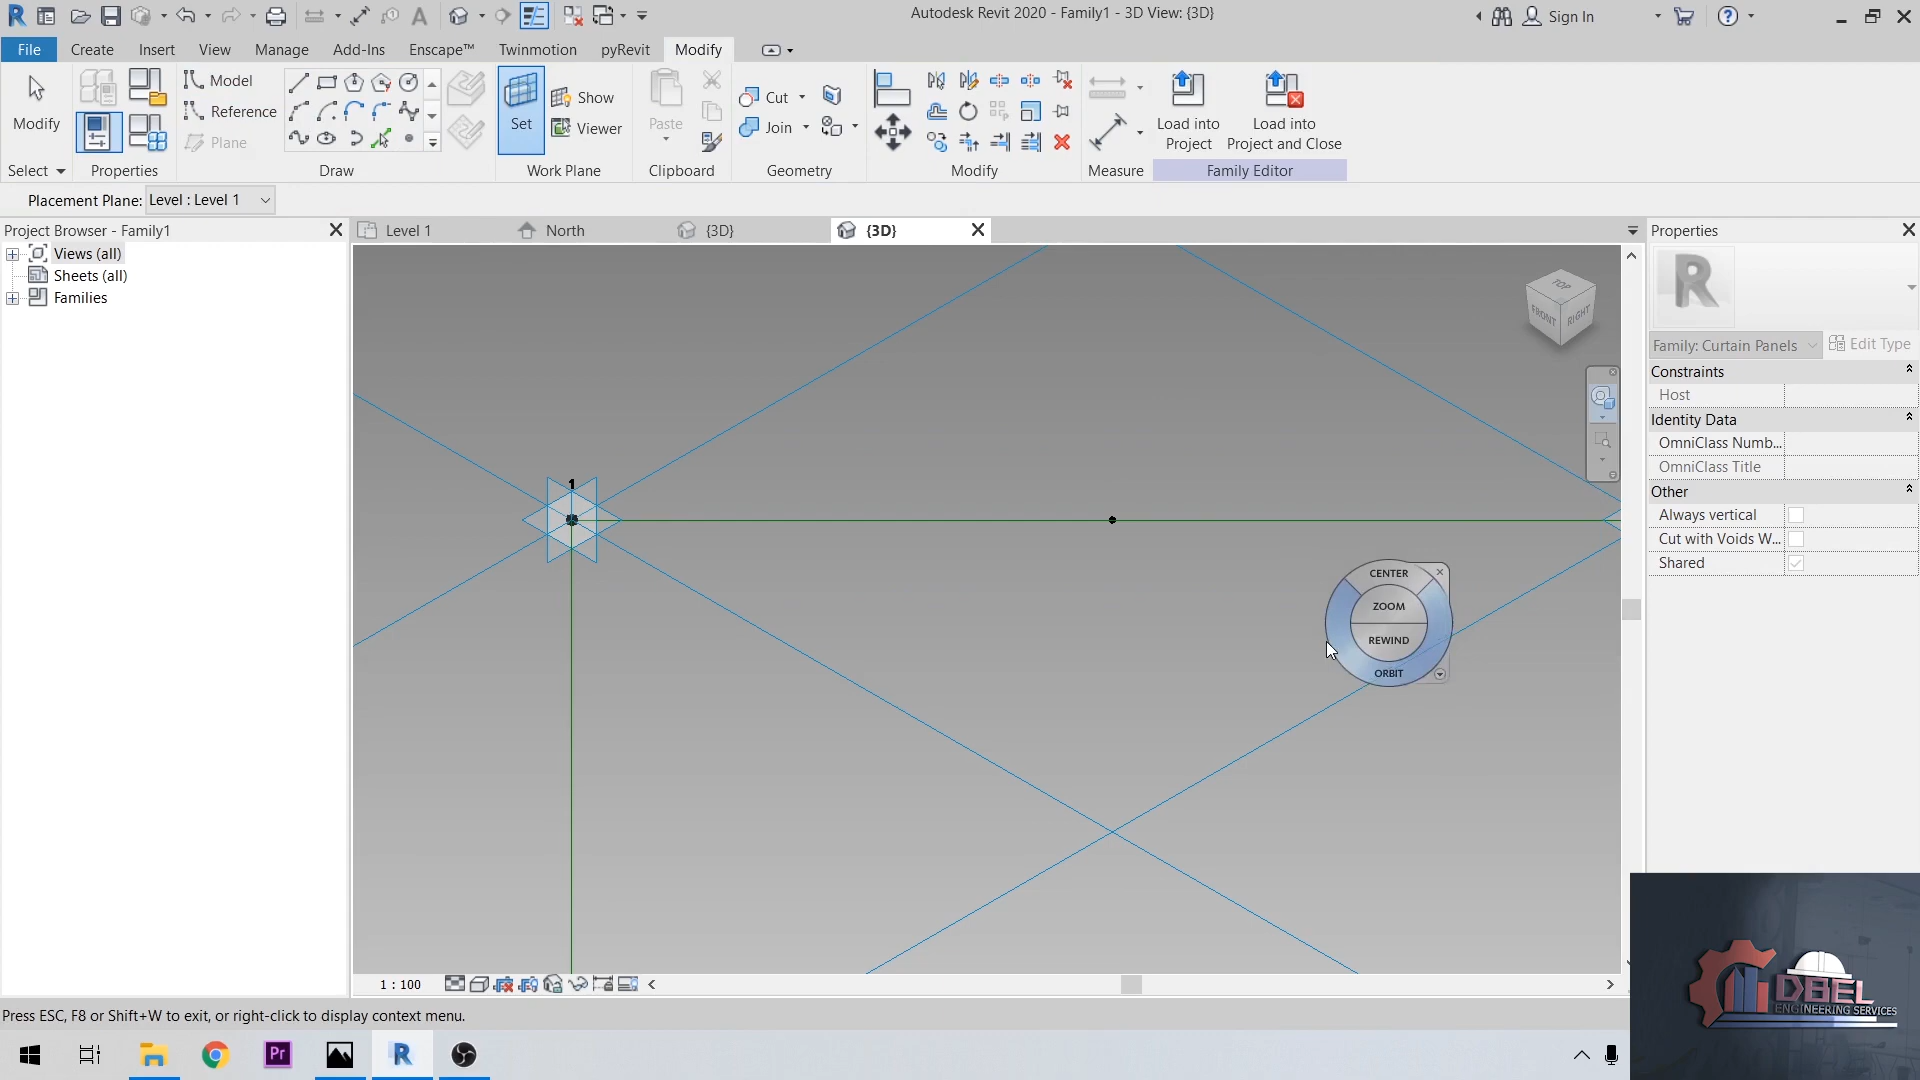 Autodesk Revit 2020 - Family1 - 3D View: {3D}
Sign In
File
Create
Insert
View
Manage
Add-Ins
Enscape™
Twinmotion
pyRevit
Modify
Modify
Select
Properties
Model
Reference
Plane
Draw
Set
Show
Viewer
Work Plane
Paste
Clipboard
Cut
Join
Geometry
Modify
Measure
Load into
Project
Load into
Project and Close
Family Editor
Placement Plane:
Level : Level 1
Project Browser - Family1
Views (all)
Sheets (all)
Families
Level 1
North
{3D}
{3D}
1
TOP
FRONT
RIGHT
CENTER
ZOOM
REWIND
ORBIT
Properties
R
Family: Curtain Panels
Edit Type
Constraints
Host
Identity Data
OmniClass Numb...
OmniClass Title
Other
Always vertical
Cut with Voids W...
Shared
1 : 100
Press ESC, F8 or Shift+W to exit, or right-click to display context menu.
Pr
R
DBEL
ENGINEERING SERVICES